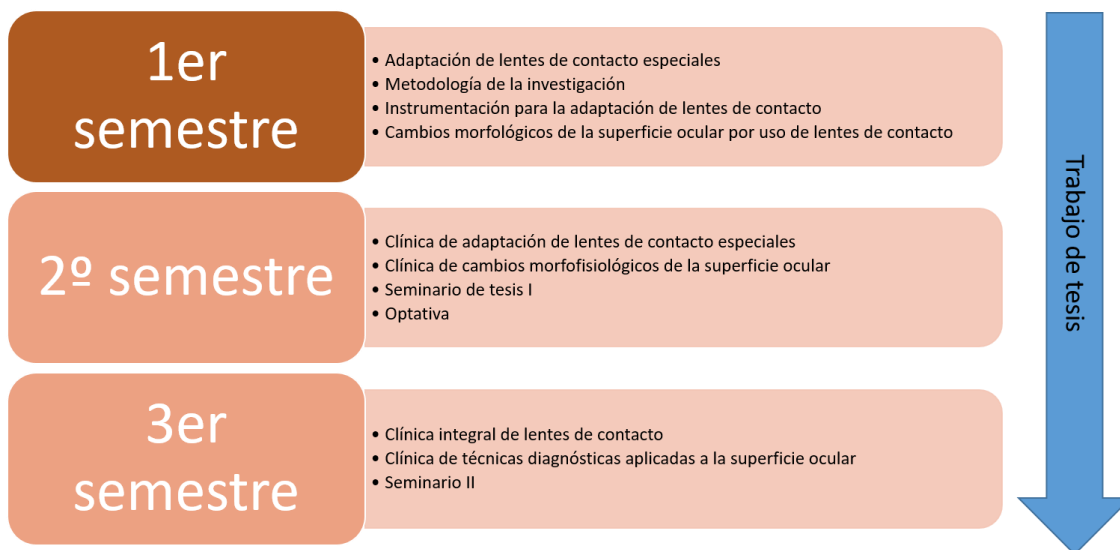 1er
semestre
• Adaptación de lentes de contacto especiales
• Metodología de la investigación
• Instrumentación para la adaptación de lentes de contacto
• Cambios morfológicos de la superficie ocular por uso de lentes de contacto
2º semestre
• Clínica de adaptación de lentes de contacto especiales
• Clínica de cambios morfofisiológicos de la superficie ocular
• Seminario de tesis I
• Optativa
3er
semestre
• Clínica integral de lentes de contacto
• Clínica de técnicas diagnósticas aplicadas a la superficie ocular
• Seminario II
Trabajo de tesis